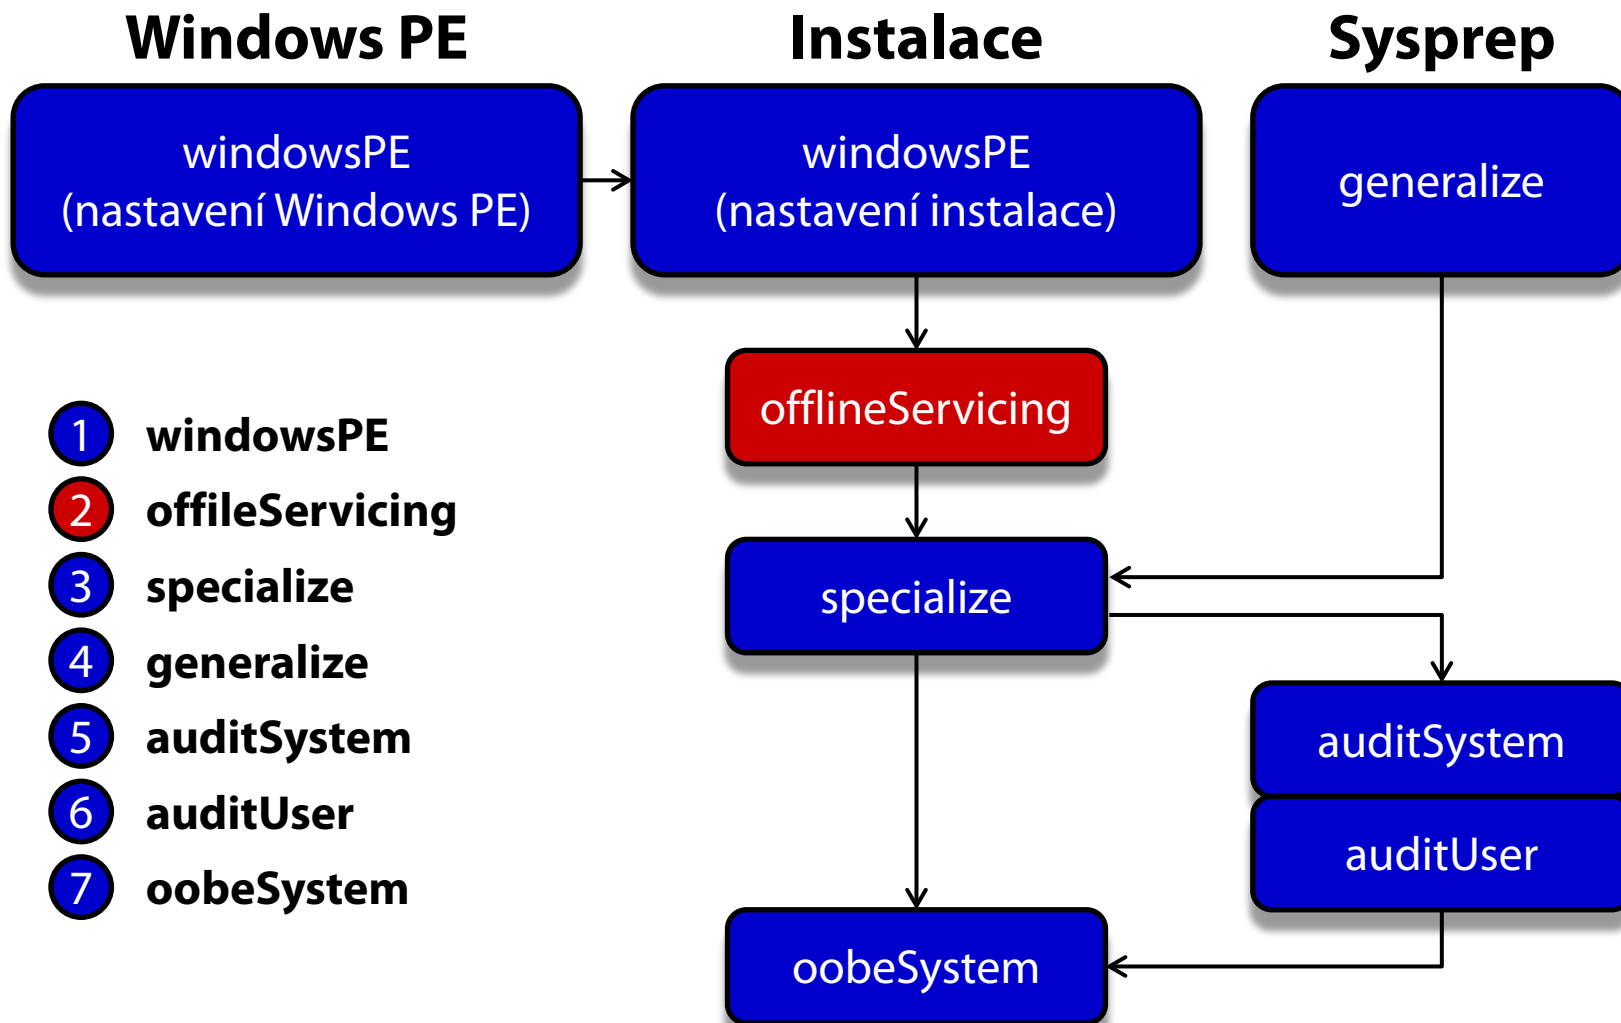 Windows PE
Instalace
Sysprep
windowsPE
(nastavení Windows PE)
windowsPE
(nastavení instalace)
generalize
offlineServicing
1 windowsPE
2 offileServicing
3 specialize
4 generalize
5 auditSystem
6 auditUser
7 oobeSystem
specialize
auditSystem
auditUser
oobeSystem